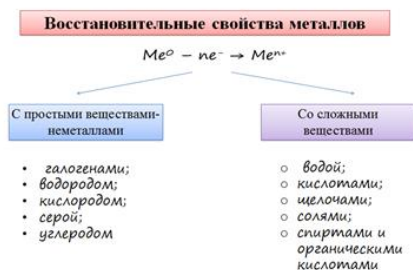 Восстановительные свойства металлов
Me⁰ – ne⁻ → Meⁿ⁺
С простыми веществами-
неметаллами
• галогенами;
• водородом;
• кислородом;
• серой;
• углеродом
Со сложными
веществами
○ водой;
○ кислотами;
○ щелочами;
○ солями;
○ спиртами и
органическими
кислотами